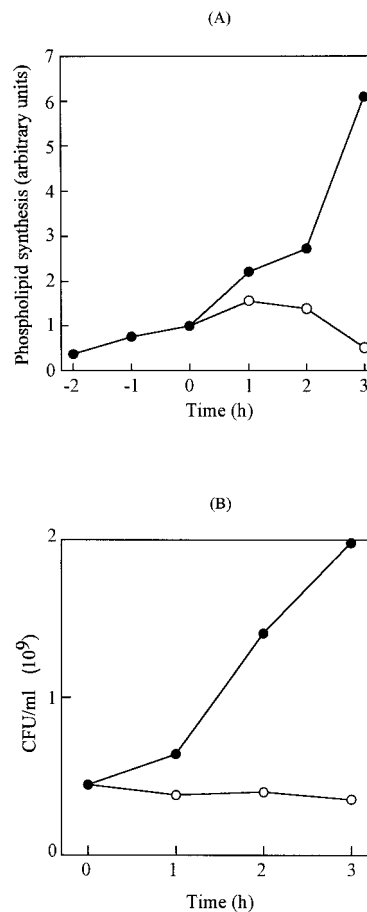 (A)
Phospholipid synthesis (arbitrary units)
7
6
5
4
3
2
1
0
-2 -1 0 1 2 3
Time (h)
(B)
CFU/ml (10⁹)
2
1
0
0 1 2 3
Time (h)